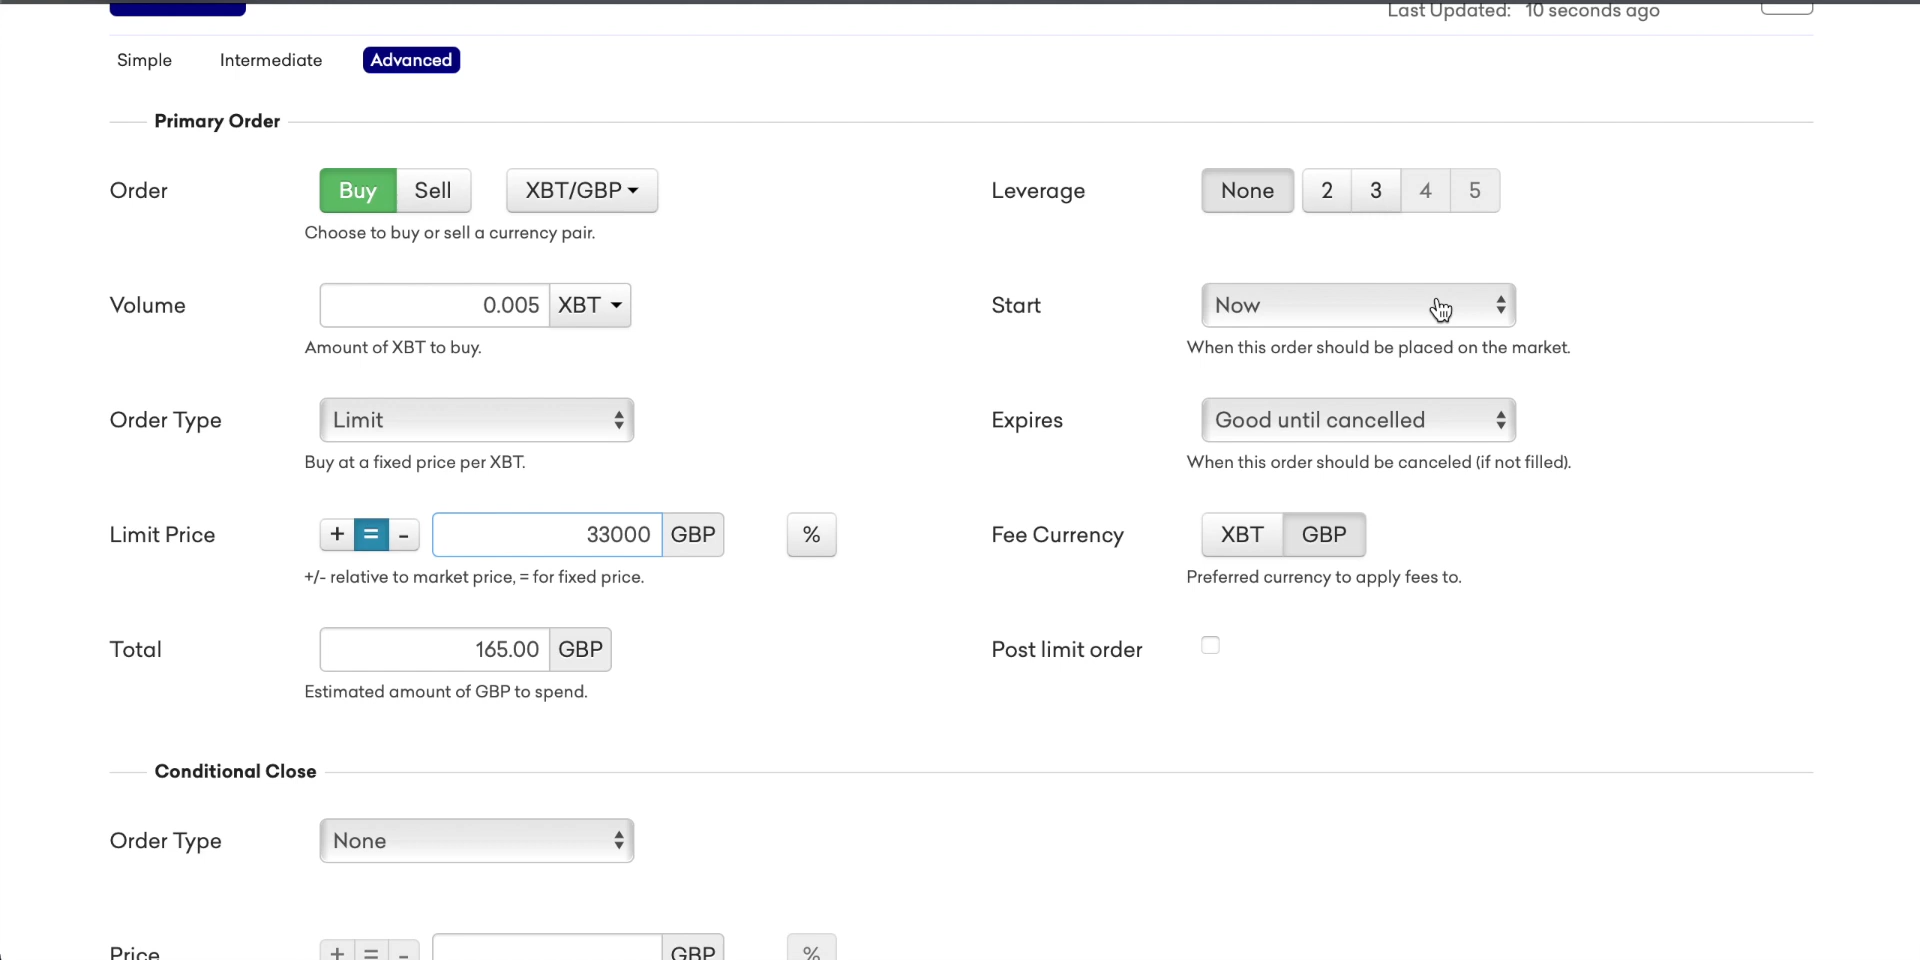 Last Updated: 10 seconds ago
Simple Intermediate Advanced
Primary Order
Order Buy Sell XBT/GBP
Choose to buy or sell a currency pair.
Leverage None 2 3 4 5
Volume 0.005 XBT
Amount of XBT to buy.
Start Now
When this order should be placed on the market.
Order Type Limit
Buy at a fixed price per XBT.
Expires Good until cancelled
When this order should be canceled (if not filled).
Limit Price + = - 33000 GBP %
+/- relative to market price, = for fixed price.
Fee Currency XBT GBP
Preferred currency to apply fees to.
Total 165.00 GBP
Estimated amount of GBP to spend.
Post limit order
Conditional Close
Order Type None
Price + = - GBP %